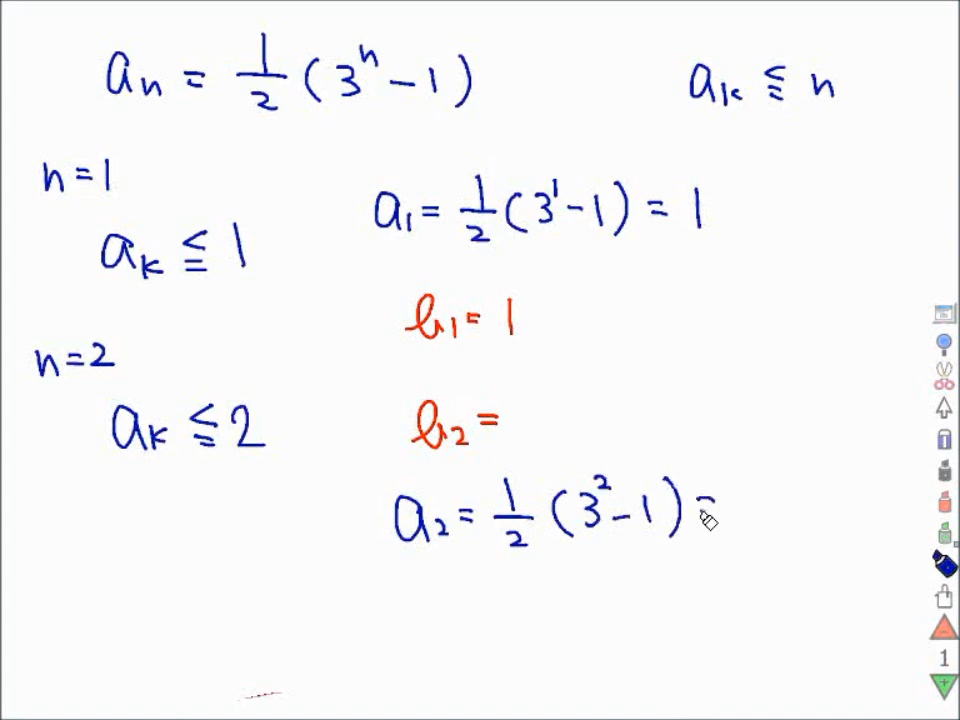 aₙ = 1/2 (3ⁿ − 1)
aₖ ≦ n
n = 1
a₁ = 1/2 (3¹ − 1) = 1
aₖ ≦ 1
b₁ = 1
n = 2
aₖ ≦ 2
b₂ =
a₂ = 1/2 (3² − 1) =
1